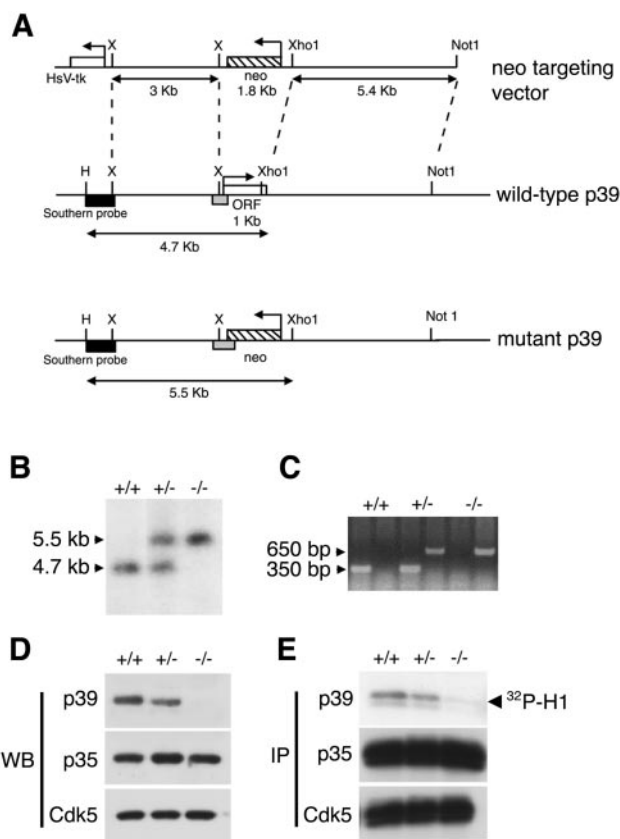 A
X
X
Xho1
Not1
HsV-tk
neo
3 Kb
1.8 Kb
5.4 Kb
neo targeting
vector
H
X
X
Xho1
Not1
Southern probe
ORF
1 Kb
4.7 Kb
wild-type p39
H
X
X
Xho1
Not 1
Southern probe
neo
5.5 Kb
mutant p39
B
+/+ +/- -/-
5.5 kb
4.7 kb
C
+/+ +/- -/-
650 bp
350 bp
D
+/+ +/- -/-
WB
p39
p35
Cdk5
E
+/+ +/- -/-
IP
p39
32P-H1
p35
Cdk5